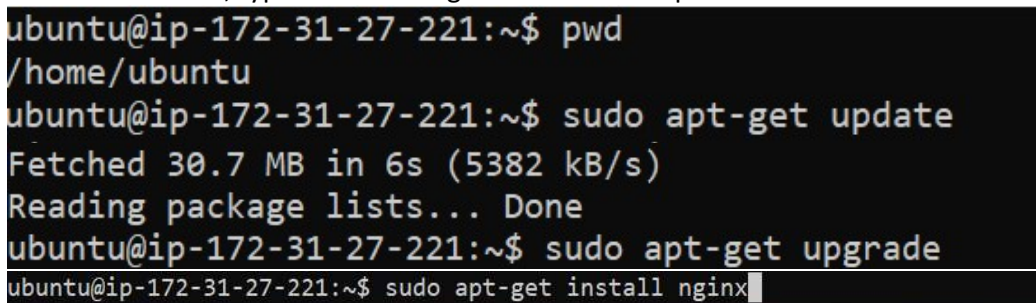 ubuntu@ip-172-31-27-221:~$ pwd
/home/ubuntu
ubuntu@ip-172-31-27-221:~$ sudo apt-get update
Fetched 30.7 MB in 6s (5382 kB/s)
Reading package lists... Done
ubuntu@ip-172-31-27-221:~$ sudo apt-get upgrade
ubuntu@ip-172-31-27-221:~$ sudo apt-get install nginx